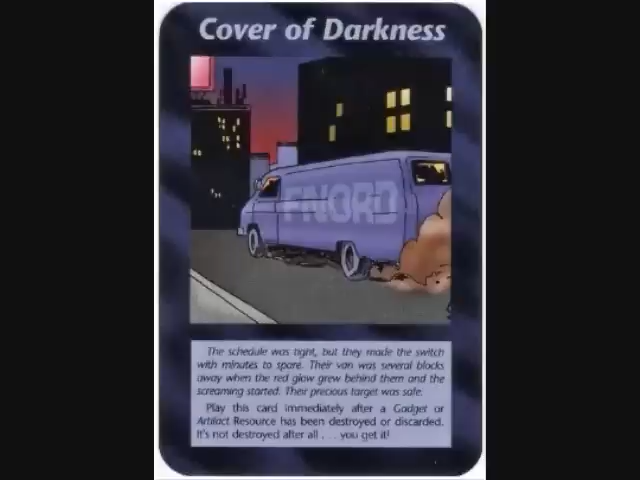 Cover of Darkness
FNORD
The schedule was tight, but they made the switch
with minutes to spare. Their van was several blocks
away when the red glow grew behind them and the
screaming started. Their precious target was safe.
Play this card immediately after a Gadget or
Artifact Resource has been destroyed or discarded.
It's not destroyed after all . . . you get it!